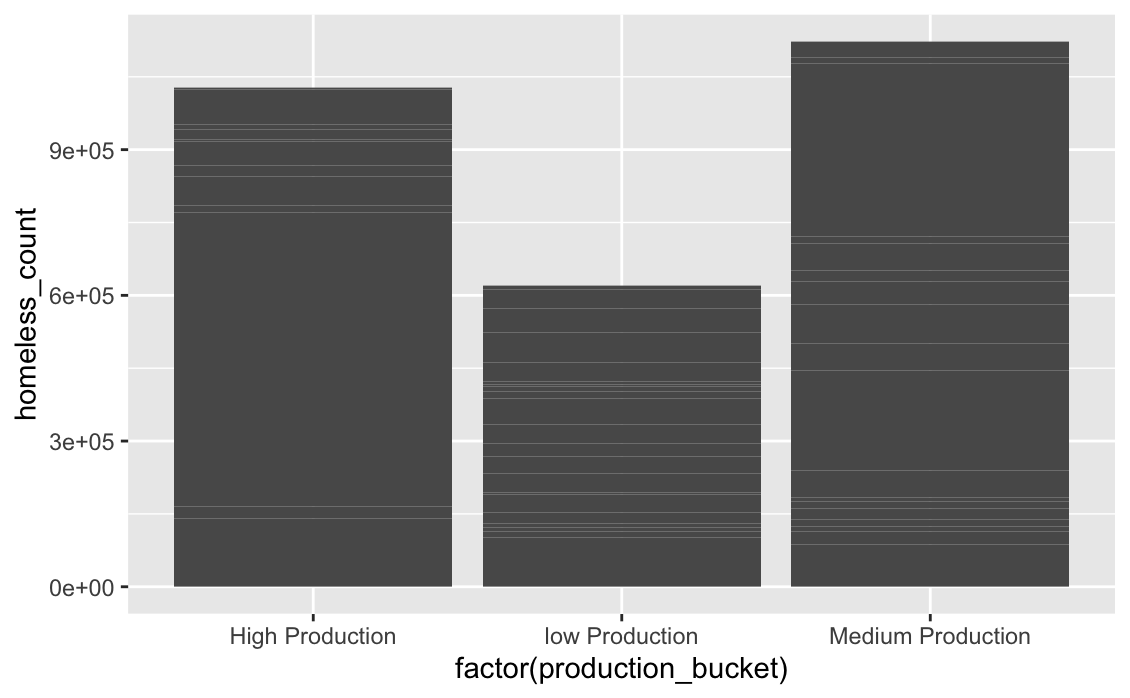 homeless_count
9e+05
6e+05
3e+05
0e+00
High Production
low Production
Medium Production
factor(production_bucket)